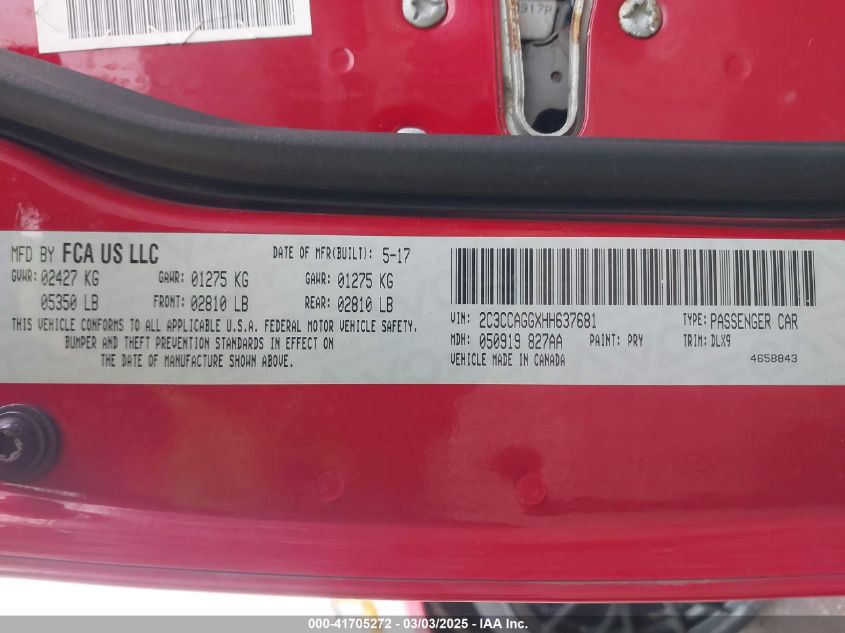 917P
MFD BY FCA US LLC
DATE OF MFR(BUILT): 5-17
GVWR: 02427 KG GAWR: 01275 KG GAWR: 01275 KG
05350 LB FRONT: 02810 LB REAR: 02810 LB
THIS VEHICLE CONFORMS TO ALL APPLICABLE U.S.A. FEDERAL MOTOR VEHICLE SAFETY,
BUMPER AND THEFT PREVENTION STANDARDS IN EFFECT ON
THE DATE OF MANUFACTURE SHOWN ABOVE.
VIN: 2C3CCAGGXHH637681 TYPE: PASSENGER CAR
MDH: 050919 827AA PAINT: PRY TRIM: DLX9
VEHICLE MADE IN CANADA 4658843
000-41705272 - 03/03/2025 - IAA Inc.